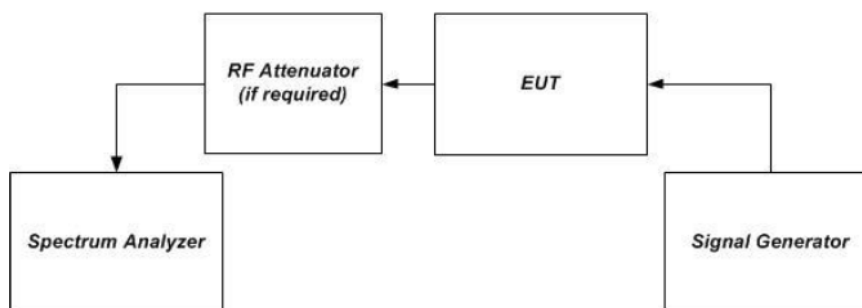 RF Attenuator
(if required)
EUT
Spectrum Analyzer
Signal Generator